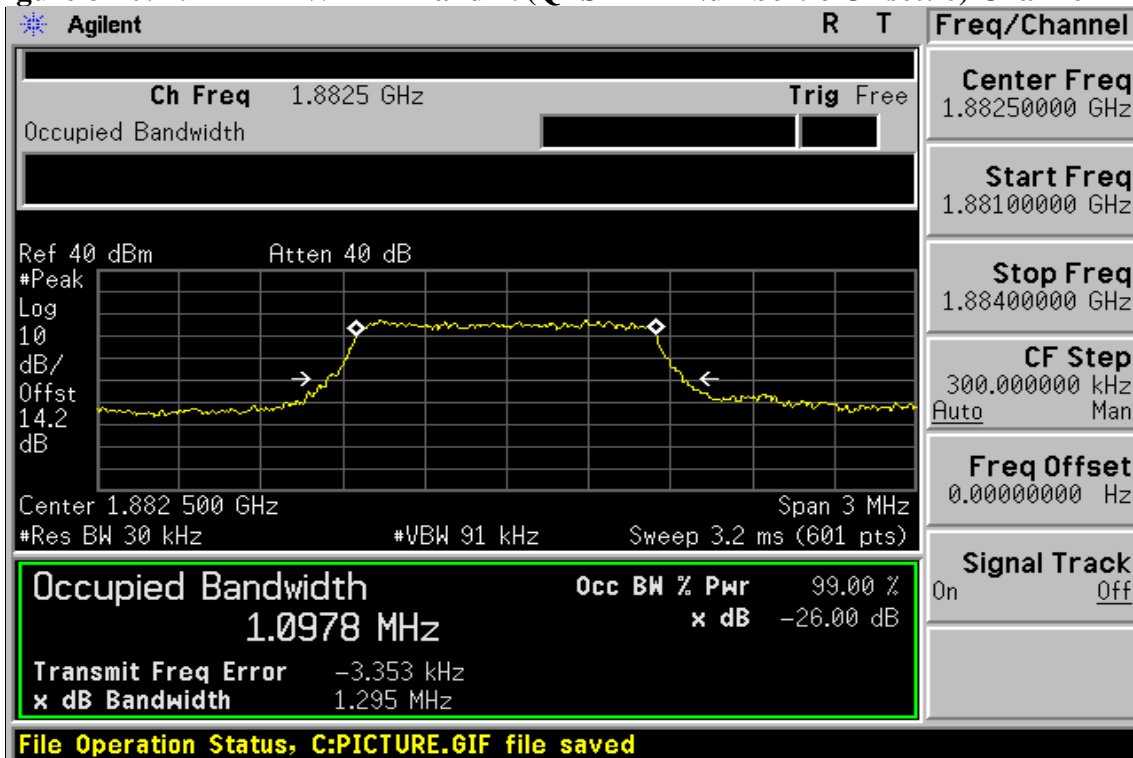 Agilent R T Freq/Channel
Ch Freq 1.8825 GHz Trig Free
Occupied Bandwidth
Center Freq
1.88250000 GHz
Start Freq
1.88100000 GHz
Stop Freq
1.88400000 GHz
CF Step
300.000000 kHz
Auto Man
Freq Offset
0.00000000 Hz
Signal Track
On Off
Ref 40 dBm Atten 40 dB
#Peak
Log
10
dB/
Offst
14.2
dB
Center 1.882 500 GHz Span 3 MHz
#Res BW 30 kHz #VBW 91 kHz Sweep 3.2 ms (601 pts)
Occupied Bandwidth Occ BW % Pwr 99.00 %
1.0978 MHz x dB -26.00 dB
Transmit Freq Error -3.353 kHz
x dB Bandwidth 1.295 MHz
File Operation Status, C:PICTURE.GIF file saved